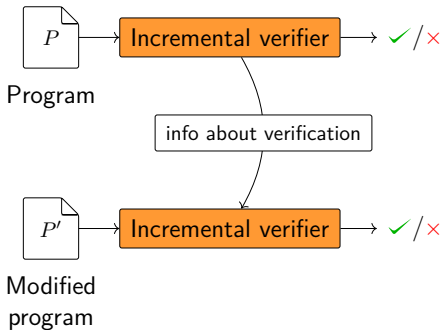 P
Incremental verifier
✓/×
Program
info about verification
P′
Incremental verifier
✓/×
Modified
program